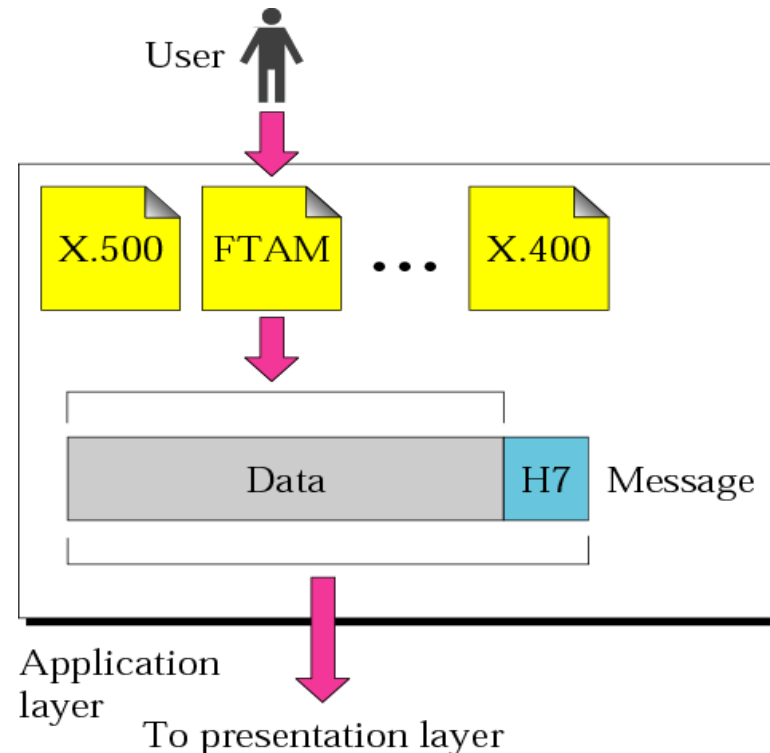 User
X.500
FTAM
...
X.400
Data
H7
Message
Application
layer
To presentation layer